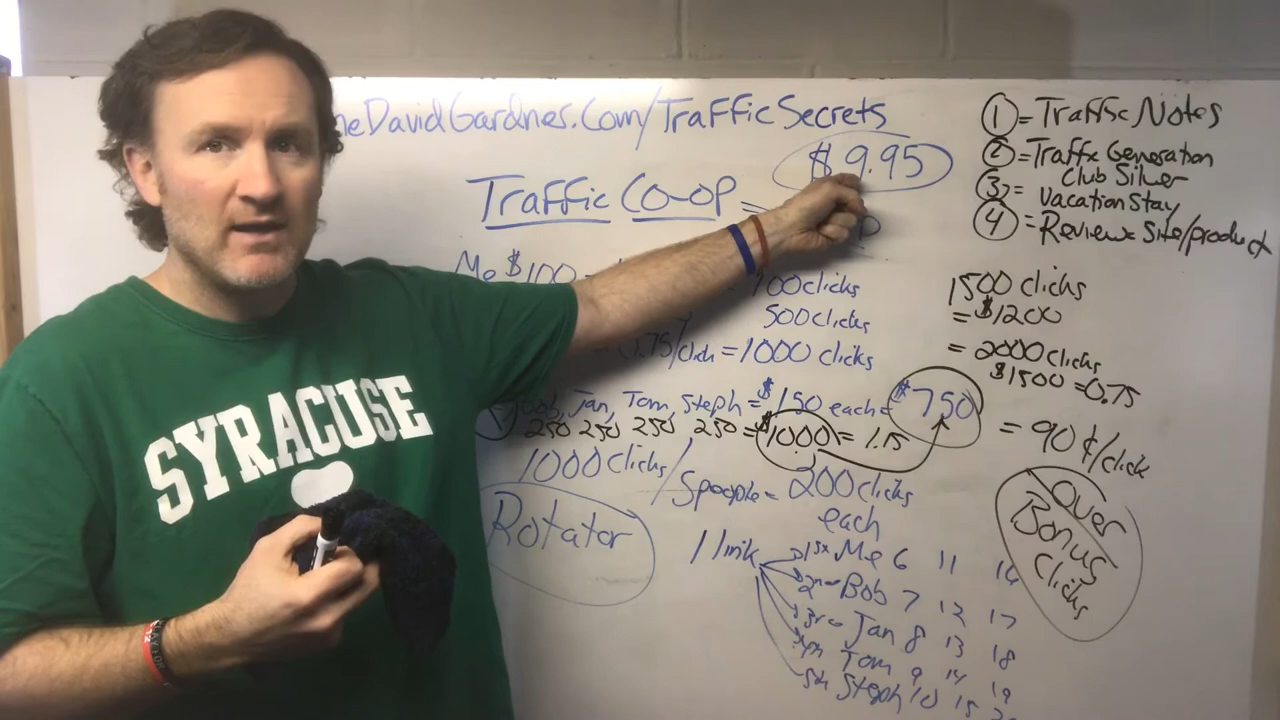 heDavidGardner.Com/TrafficSecrets
$9.95
Traffic Co-op =
Me $100 =
100 clicks
500 clicks
0.75/click = 1000 clicks
Bob, Jan, Tom, Steph = $150 each = $750
250 250 250 250 = $1000 = 1.15
1000 clicks / 5 people = 200 clicks
each
Rotator
1 link
1st Me 6 11 16
2nd Bob 7 12 17
3rd Jan 8 13 18
4th Tom 9 14 19
5th Steph 10 15
1 = Traffic Notes
2 = Traffic Generation
Club Silver
3 = Vacation Stay
4 = Review Site/product
1500 clicks
= $1200
= 2000 clicks
$1500 = 0.75
= 90¢/click
Over
Bonus
Clicks
SYRACUSE